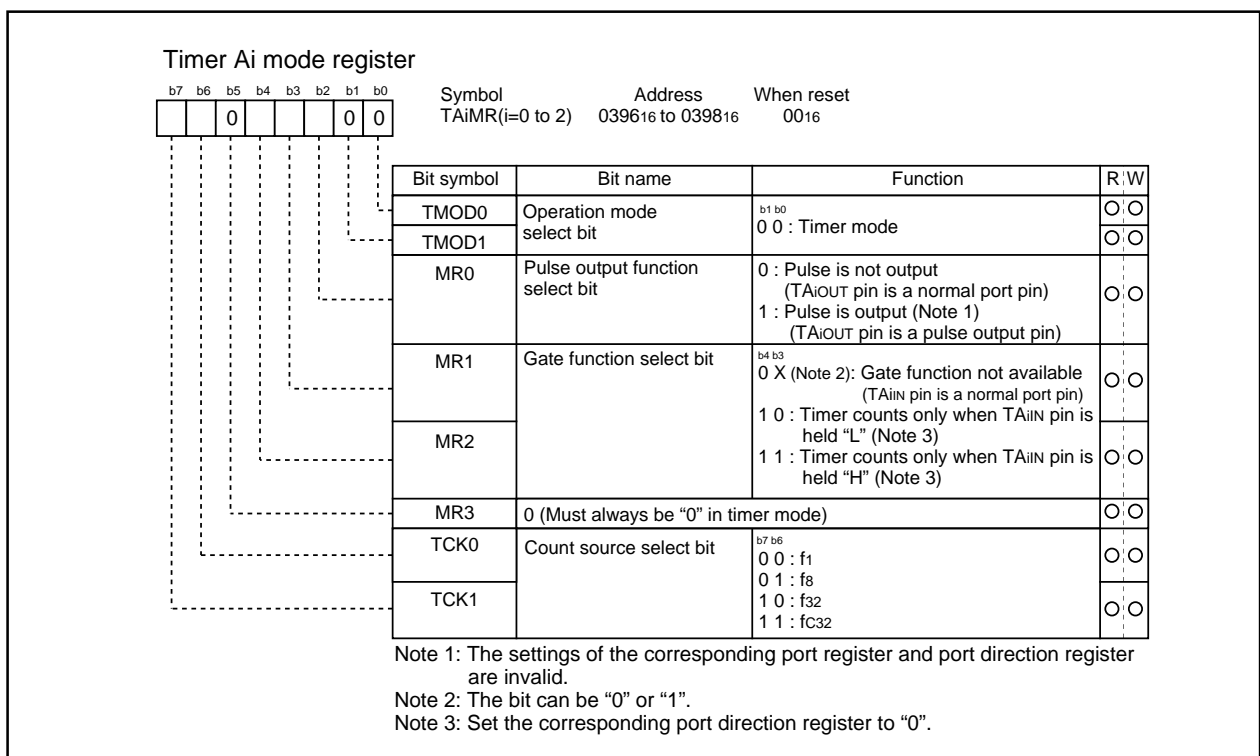 Timer Ai mode register
b7 b6 b5 b4 b3 b2 b1 b0
0 0 0
Symbol Address When reset
TAiMR(i=0 to 2) 039616 to 039816 0016
Bit symbol Bit name Function R W
TMOD0 Operation mode select bit b1 b0
0 0 : Timer mode
TMOD1
MR0 Pulse output function select bit 0 : Pulse is not output
(TAiOUT pin is a normal port pin)
1 : Pulse is output (Note 1)
(TAiOUT pin is a pulse output pin)
MR1 Gate function select bit b4 b3
0 X (Note 2): Gate function not available
(TAiIN pin is a normal port pin)
1 0 : Timer counts only when TAiIN pin is
held “L” (Note 3)
MR2
1 1 : Timer counts only when TAiIN pin is
held “H” (Note 3)
MR3 0 (Must always be “0” in timer mode)
TCK0 Count source select bit b7 b6
0 0 : f1
0 1 : f8
TCK1
1 0 : f32
1 1 : fC32
Note 1: The settings of the corresponding port register and port direction register
are invalid.
Note 2: The bit can be “0” or “1”.
Note 3: Set the corresponding port direction register to “0”.